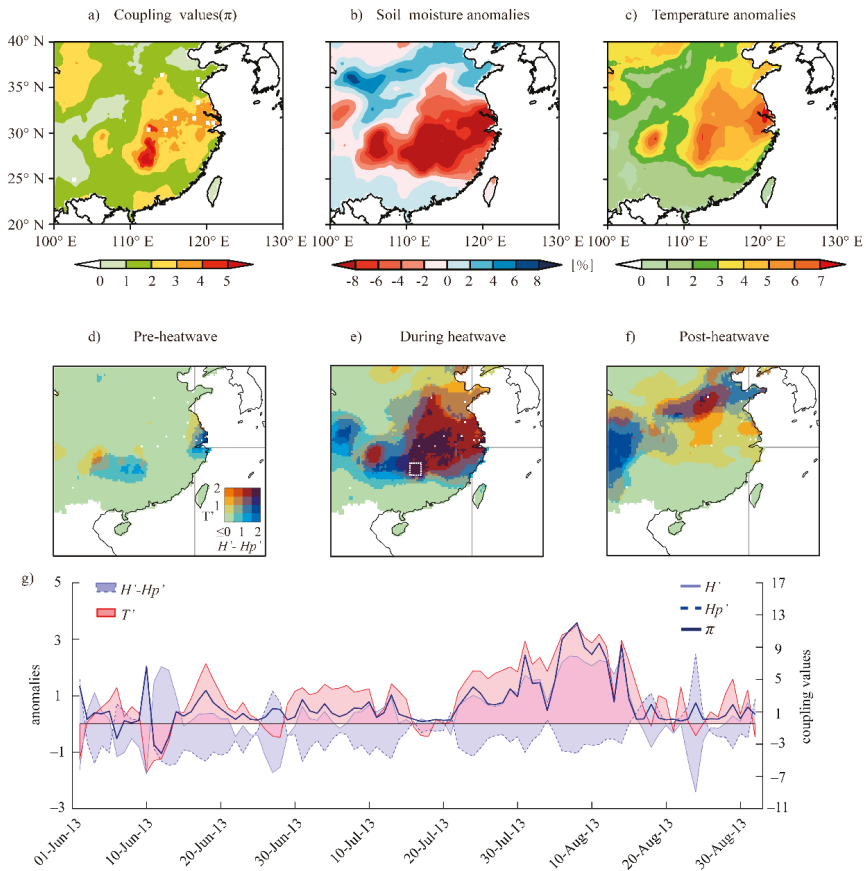 a) Coupling values(π)
b) Soil moisture anomalies
c) Temperature anomalies
40° N
35° N
30° N
25° N
20° N
100° E 110° E 120° E 130° E
100° E 110° E 120° E 130° E
100° E 110° E 120° E 130° E
0 1 2 3 4 5
-8 -6 -4 -2 0 2 4 6 8 [%]
0 1 2 3 4 5 6 7
d) Pre-heatwave
e) During heatwave
f) Post-heatwave
2
1
T'
≤0 1 2
H'- Hp'
g)
5
3
1
-1
-3
anomalies
H'-Hp'
T'
H'
Hp'
π
17
13
9
5
1
-3
-7
-11
coupling values
01-Jun-13
10-Jun-13
20-Jun-13
30-Jun-13
10-Jul-13
20-Jul-13
30-Jul-13
10-Aug-13
20-Aug-13
30-Aug-13